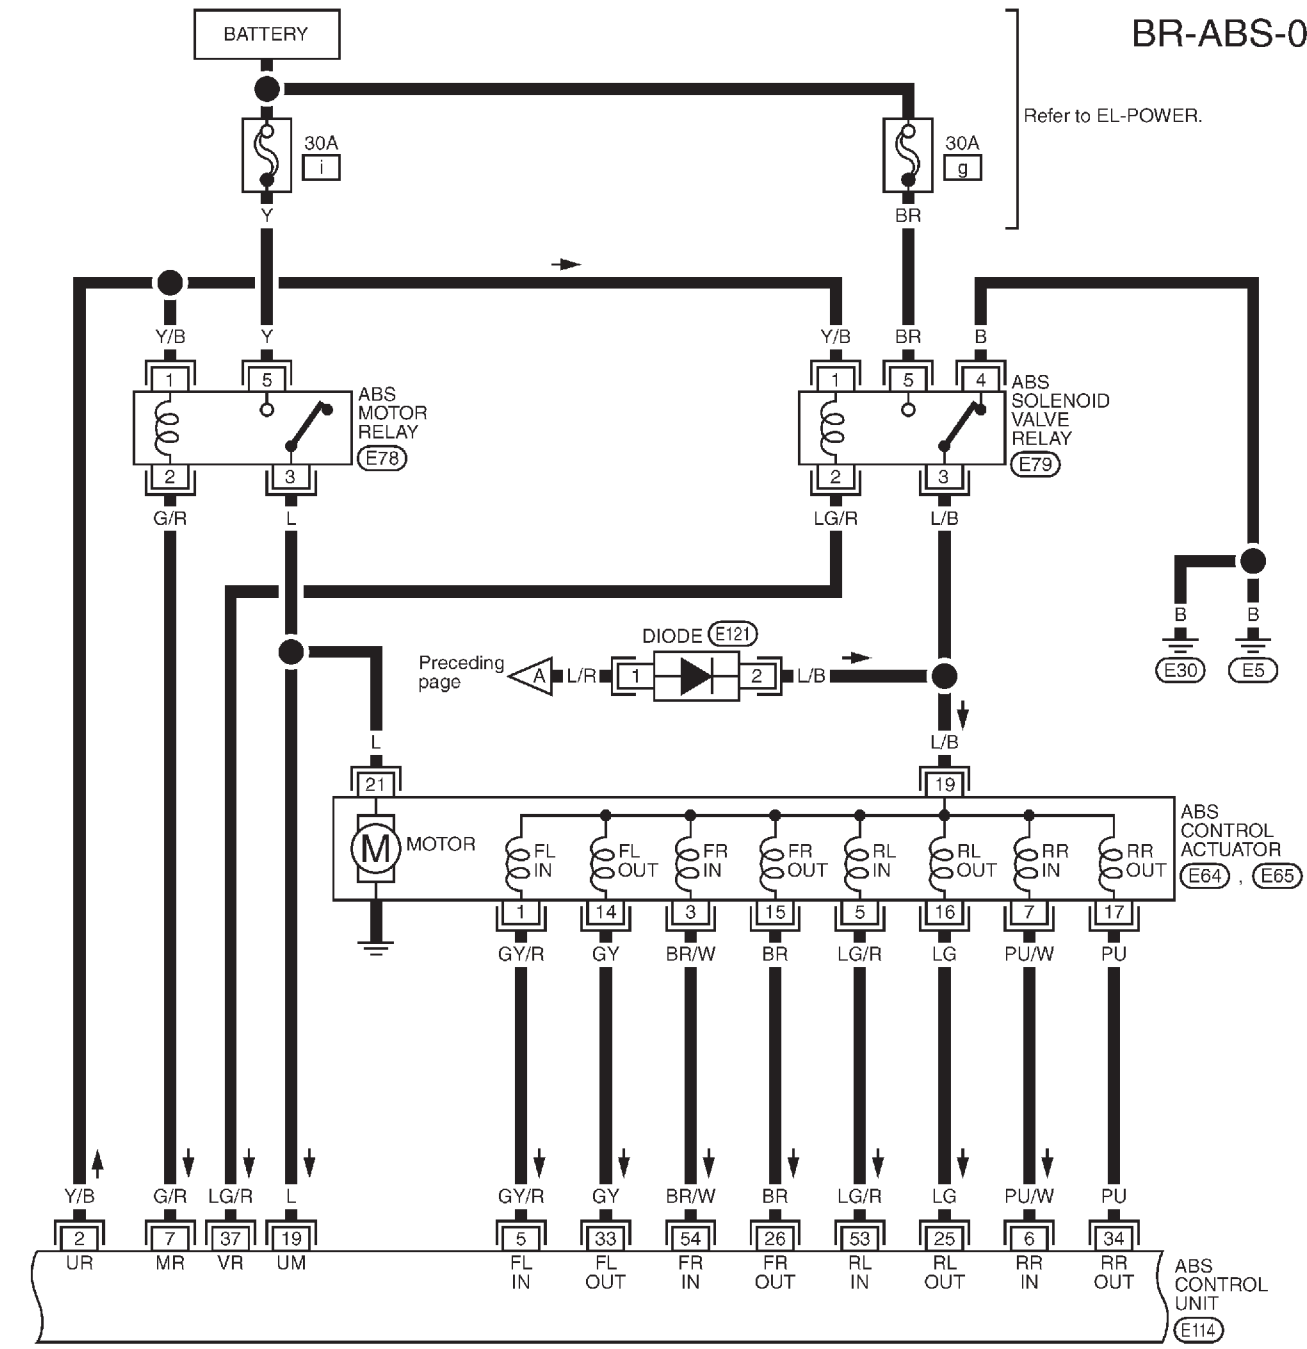 BR-ABS-0
BATTERY
Refer to EL-POWER.
30A
i
30A
g
Y
BR
Y/B
Y
Y/B
BR
B
1
5
1
5
4
ABS
MOTOR
RELAY
E78
ABS
SOLENOID
VALVE
RELAY
E79
2
3
2
3
G/R
L
LG/R
L/B
B
B
E30
E5
DIODE
E121
Preceding
page
A
L/R
1
2
L/B
L
L/B
21
19
M
MOTOR
FL
IN
FL
OUT
FR
IN
FR
OUT
RL
IN
RL
OUT
RR
IN
RR
OUT
ABS
CONTROL
ACTUATOR
E64 , E65
1
14
3
15
5
16
7
17
GY/R
GY
BR/W
BR
LG/R
LG
PU/W
PU
Y/B
G/R
LG/R
L
GY/R
GY
BR/W
BR
LG/R
LG
PU/W
PU
2
7
37
19
5
33
54
26
53
25
6
34
UR
MR
VR
UM
FL
IN
FL
OUT
FR
IN
FR
OUT
RL
IN
RL
OUT
RR
IN
RR
OUT
ABS
CONTROL
UNIT
E114